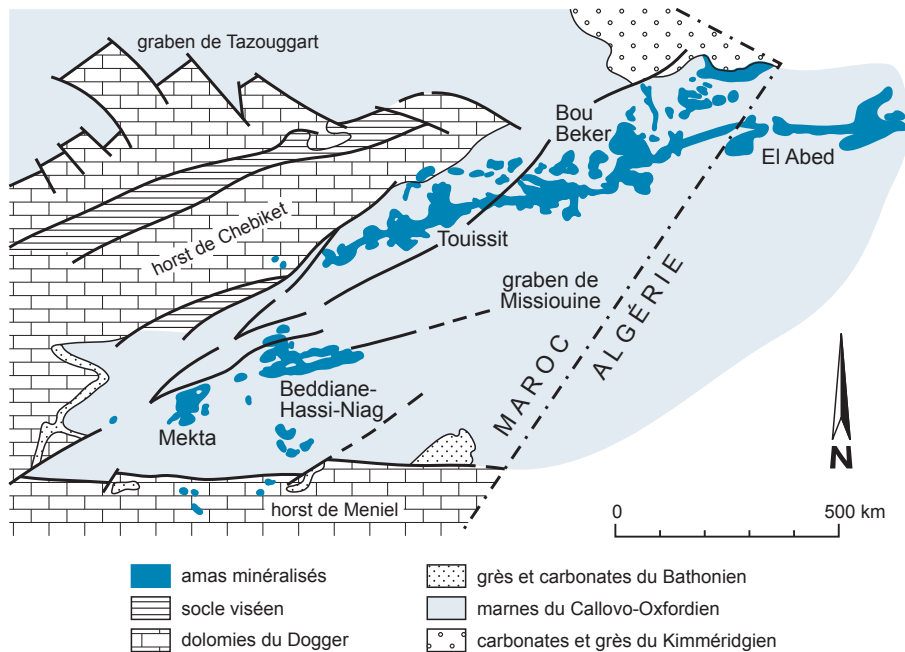 graben de Tazouggart
Bou
Beker
El Abed
horst de Chebiket
Touissit
graben de
Missiouine
MAROC
ALGÉRIE
Beddiane-
Hassi-Niag
Mekta
N
horst de Meniel
0 500 km
amas minéralisés
socle viséen
dolomies du Dogger
grès et carbonates du Bathonien
marnes du Callovo-Oxfordien
carbonates et grès du Kimméridgien